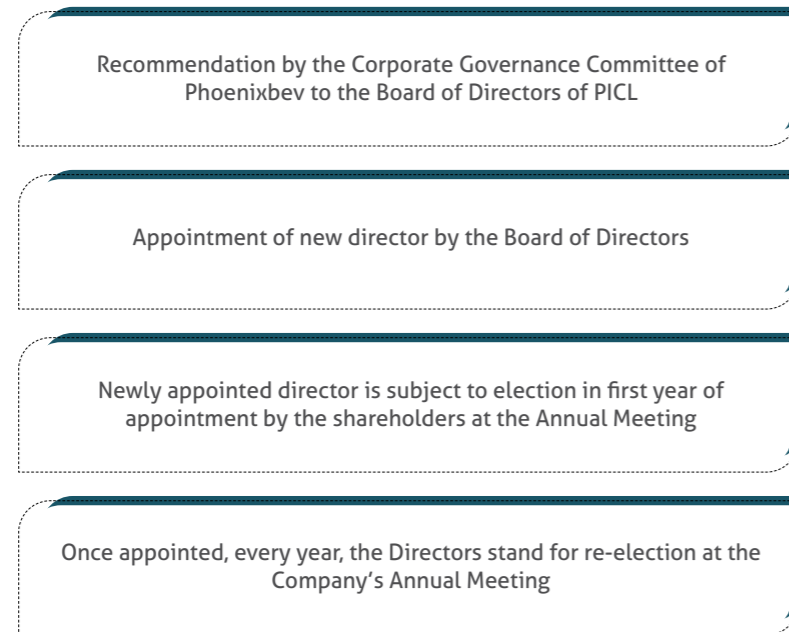 Recommendation by the Corporate Governance Committee of
Phoenixbev to the Board of Directors of PICL
Appointment of new director by the Board of Directors
Newly appointed director is subject to election in first year of
appointment by the shareholders at the Annual Meeting
Once appointed, every year, the Directors stand for re-election at the
Company’s Annual Meeting